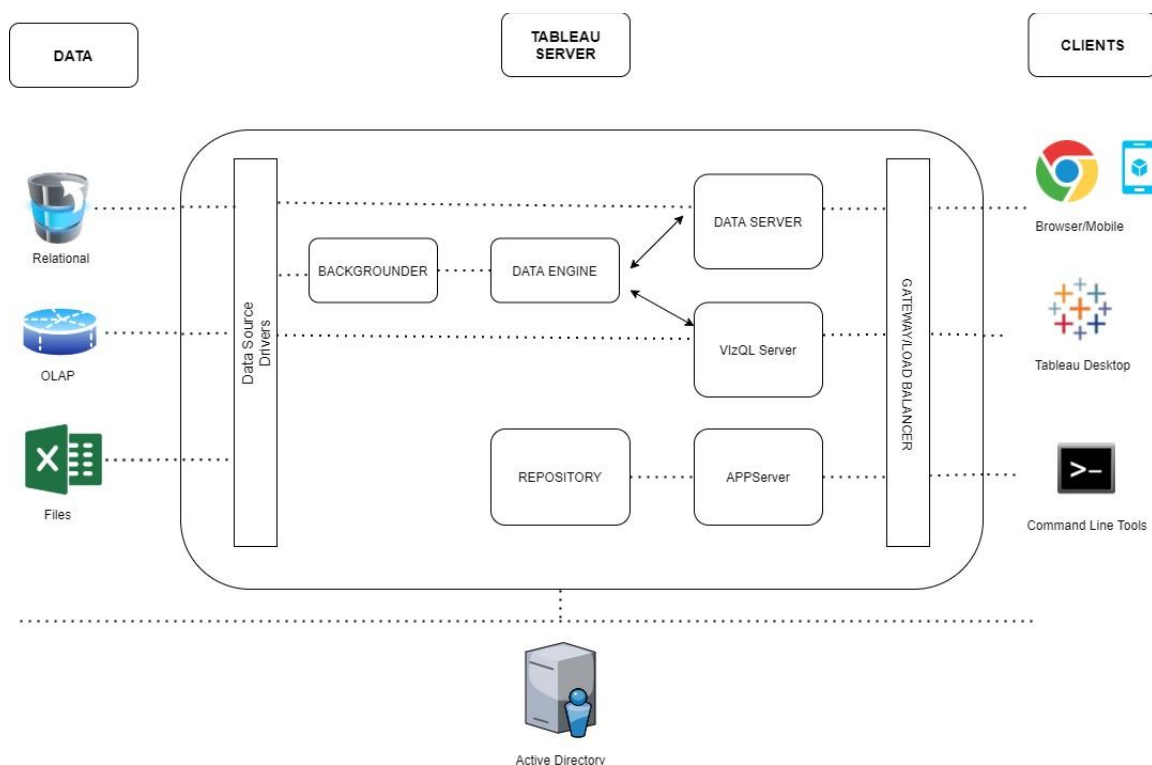 DATA
TABLEAU
SERVER
CLIENTS
Relational
OLAP
Files
Data Source
Drivers
BACKGROUNDER
DATA ENGINE
DATA SERVER
VIzQL Server
REPOSITORY
APPServer
GATEWAY/LOAD BALANCER
Browser/Mobile
Tableau Desktop
Command Line Tools
Active Directory